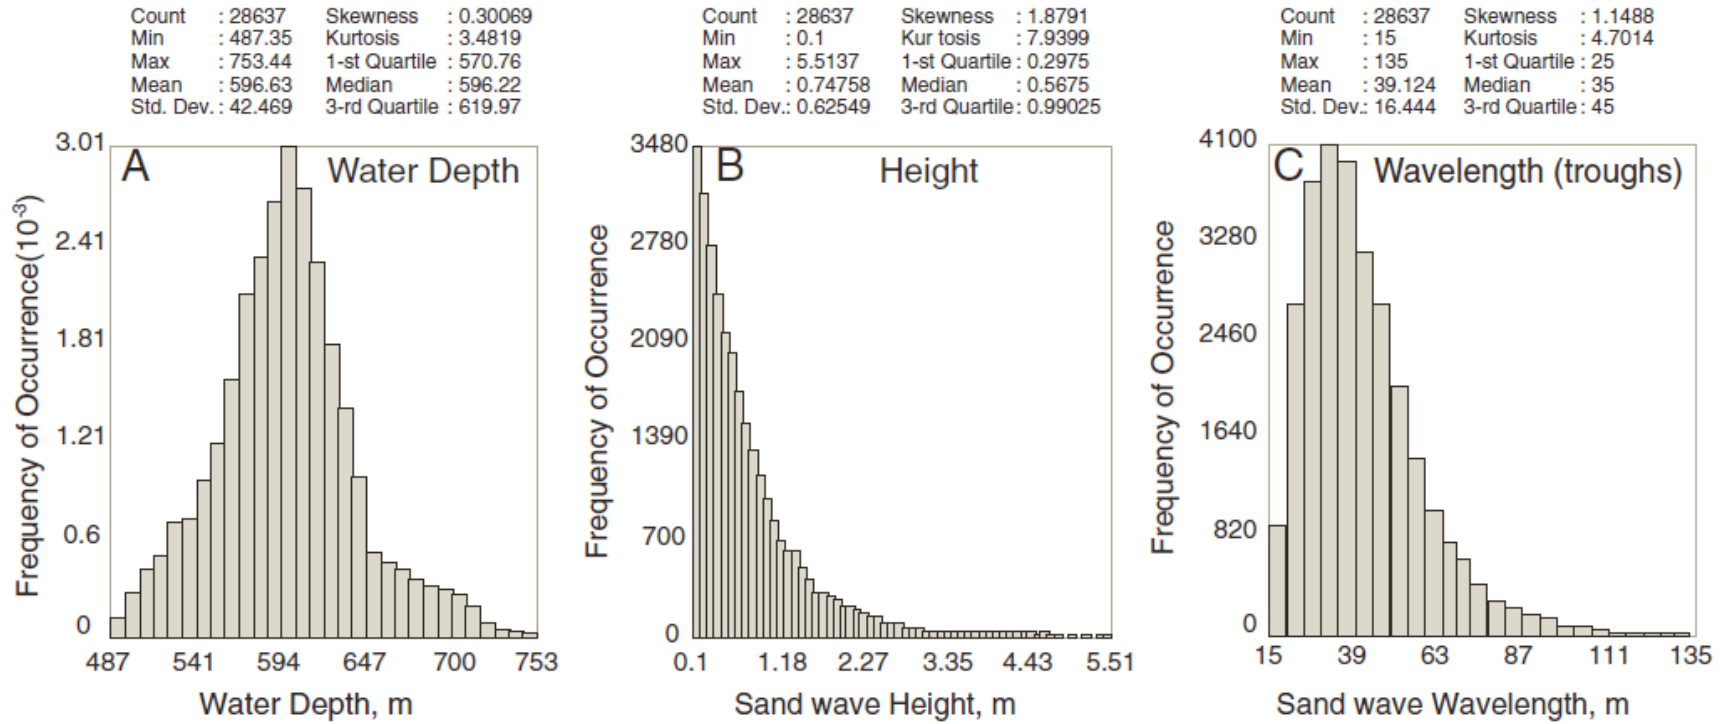 Count : 28637 Skewness : 0.30069
Min : 487.35 Kurtosis : 3.4819
Max : 753.44 1-st Quartile : 570.76
Mean : 596.63 Median : 596.22
Std. Dev. : 42.469 3-rd Quartile : 619.97
3.01
2.41
1.81
1.21
0.6
0
Frequency of Occurrence(10⁻³)
A Water Depth
487 541 594 647 700 753
Water Depth, m
Count : 28637 Skewness : 1.8791
Min : 0.1 Kur tosis : 7.9399
Max : 5.5137 1-st Quartile : 0.2975
Mean : 0.74758 Median : 0.5675
Std. Dev.: 0.62549 3-rd Quartile : 0.99025
3480
2780
2090
1390
700
0
Frequency of Occurrence
B Height
0.1 1.18 2.27 3.35 4.43 5.51
Sand wave Height, m
Count : 28637 Skewness : 1.1488
Min : 15 Kurtosis : 4.7014
Max : 135 1-st Quartile : 25
Mean : 39.124 Median : 35
Std. Dev.: 16.444 3-rd Quartile : 45
4100
3280
2460
1640
820
0
Frequency of Occurrence
C Wavelength (troughs)
15 39 63 87 111 135
Sand wave Wavelength, m